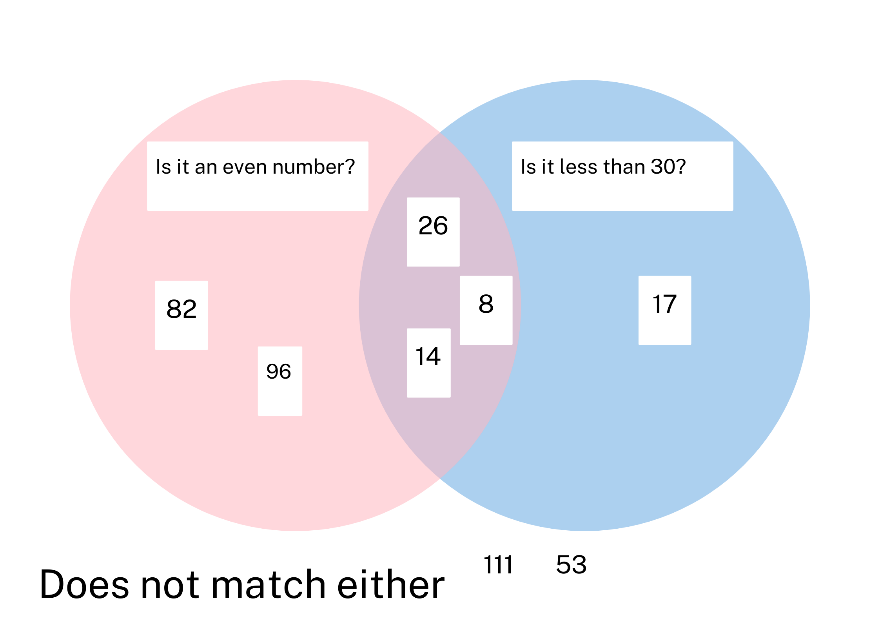 Is it an even number?
Is it less than 30?
26
82
8
17
14
96
Does not match either
111
53